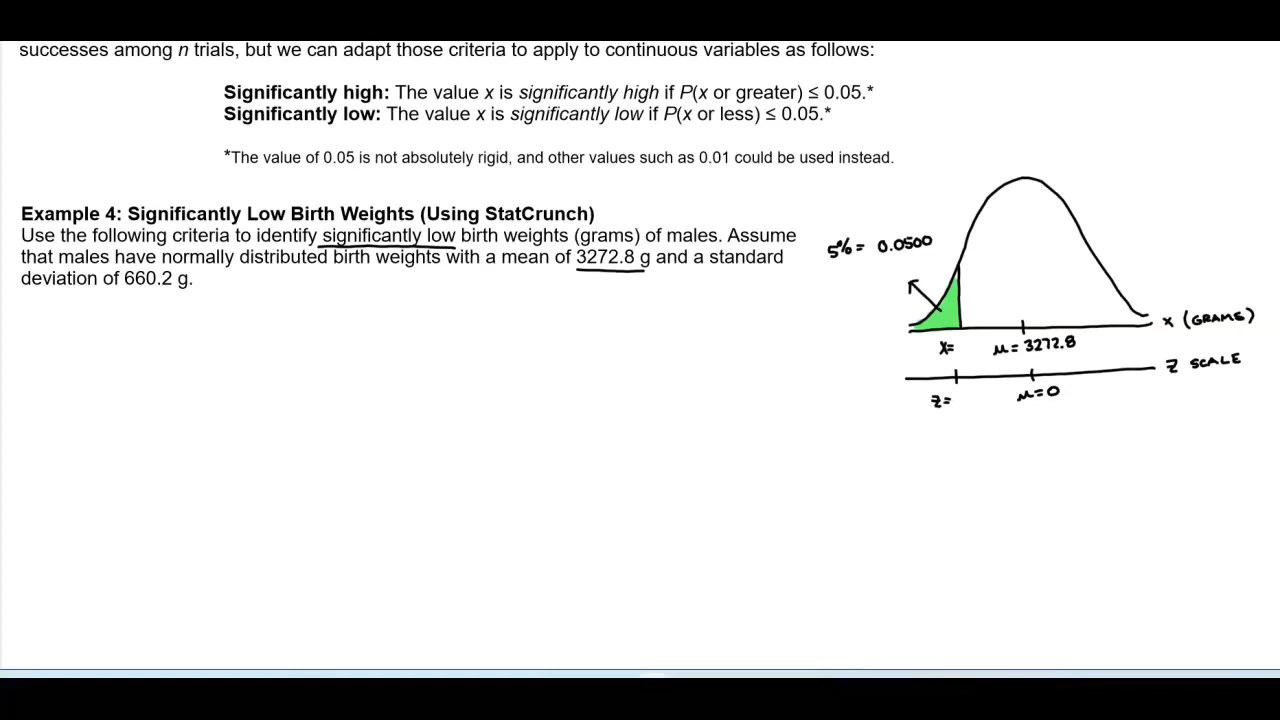 successes among n trials, but we can adapt those criteria to apply to continuous variables as follows:
Significantly high: The value x is significantly high if P(x or greater) ≤ 0.05.*
Significantly low: The value x is significantly low if P(x or less) ≤ 0.05.*
*The value of 0.05 is not absolutely rigid, and other values such as 0.01 could be used instead.
Example 4: Significantly Low Birth Weights (Using StatCrunch)
Use the following criteria to identify significantly low birth weights (grams) of males. Assume
that males have normally distributed birth weights with a mean of 3272.8 g and a standard
deviation of 660.2 g.
5% = 0.0500
x (GRAMS)
x= μ = 3272.8
z SCALE
z= μ=0